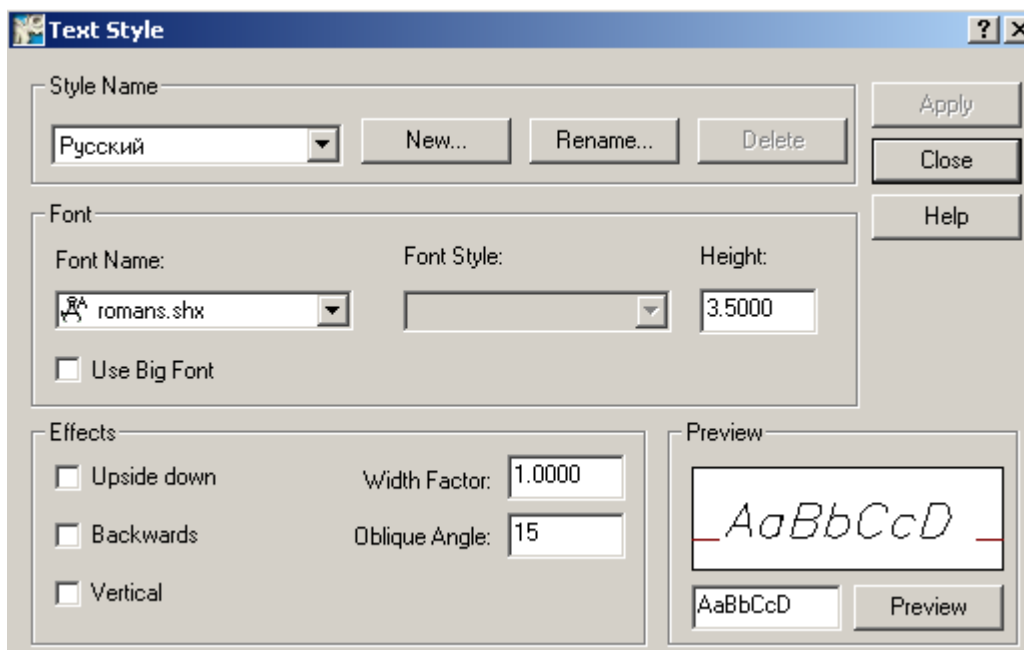 Text Style
Style Name
Русский
New...
Rename...
Delete
Apply
Close
Help
Font
Font Name:
Font Style:
Height:
romans.shx
3.5000
Use Big Font
Effects
Upside down
Width Factor:
1.0000
Backwards
Oblique Angle:
15
Vertical
Preview
AaBbCcD
AaBbCcD
Preview